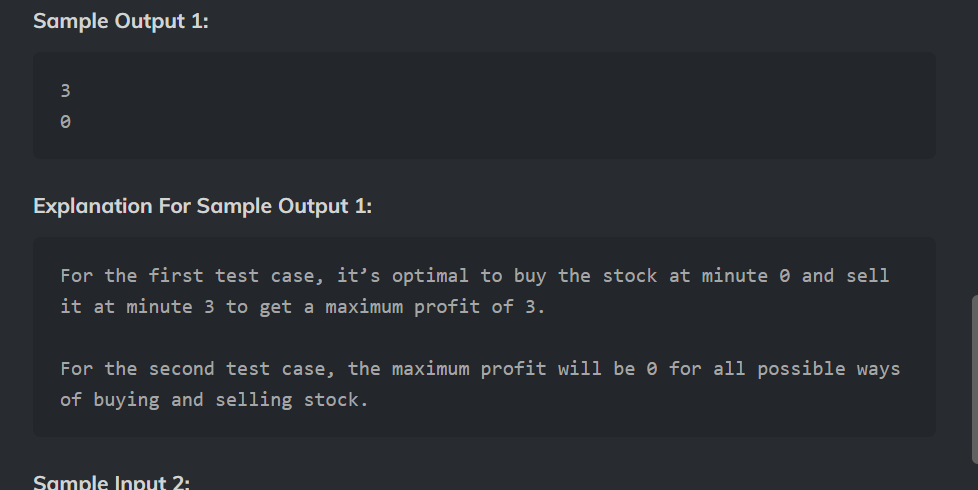 Sample Output 1:
3
0
Explanation For Sample Output 1:
For the first test case, it’s optimal to buy the stock at minute 0 and sell
it at minute 3 to get a maximum profit of 3.
For the second test case, the maximum profit will be 0 for all possible ways
of buying and selling stock.
Sample Input 2: